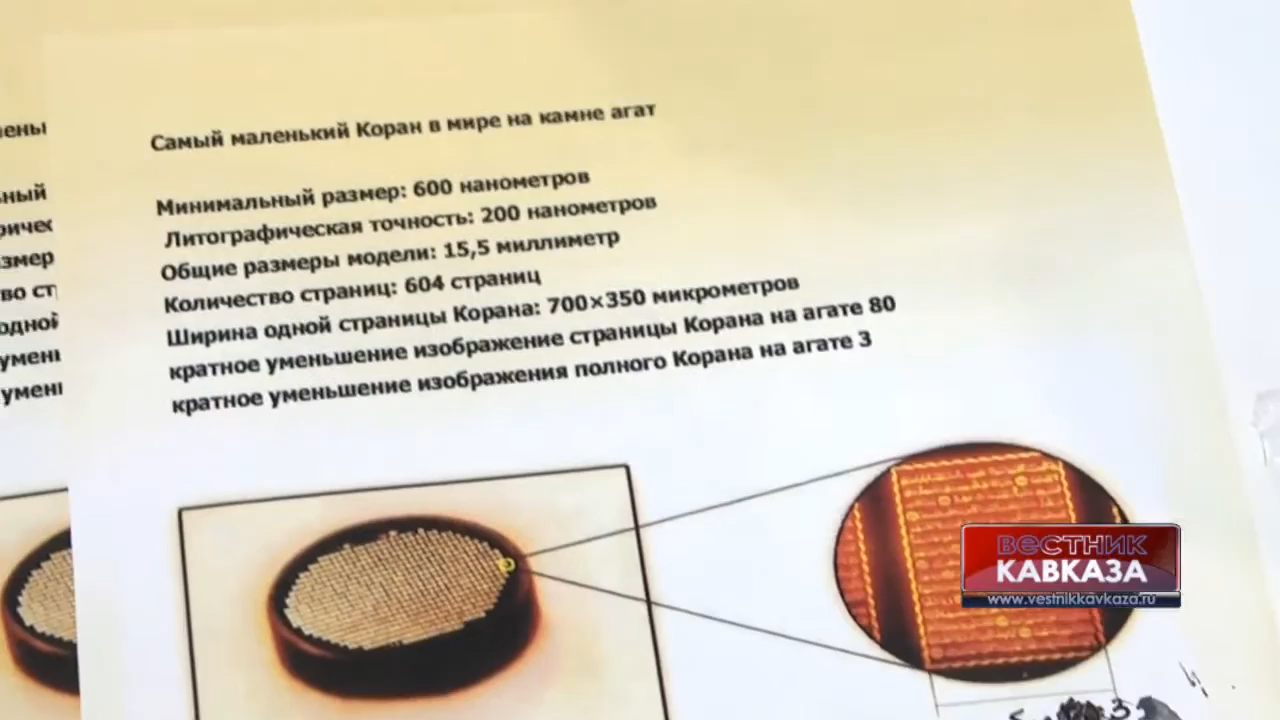 Самый маленький Коран в мире на камне агат
Минимальный размер: 600 нанометров
Литографическая точность: 200 нанометров
Общие размеры модели: 15,5 миллиметр
Количество страниц: 604 страниц
Ширина одной страницы Корана: 700×350 микрометров
кратное уменьшение изображение страницы Корана на агате 80
кратное уменьшение изображения полного Корана на агате 3
ВЕСТНИК
КАВКАЗА
www.vestnikkavkaza.ru